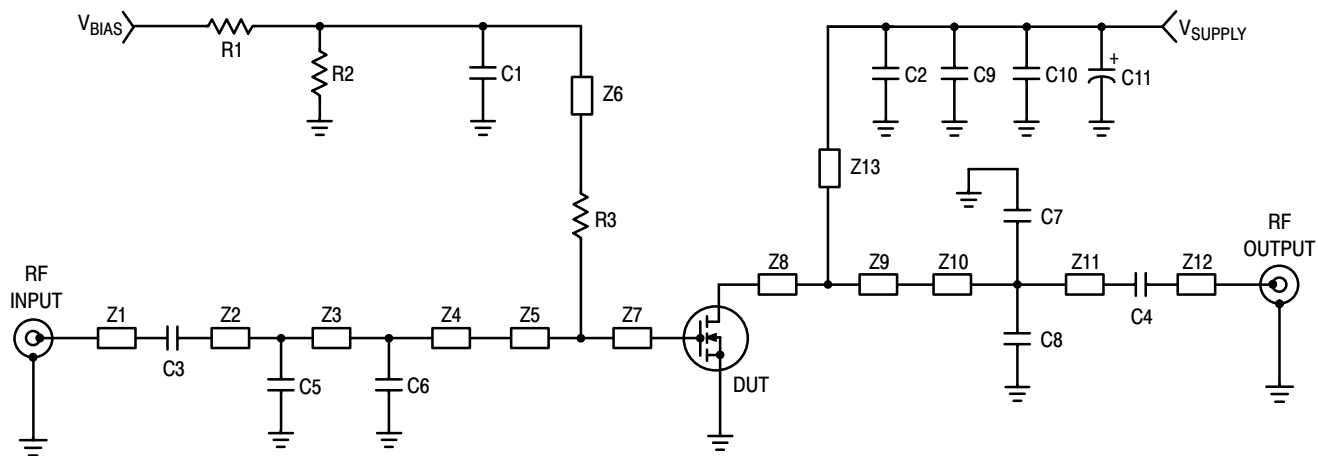 VBIAS
R1
R2
C1
Z6
R3
VSUPPLY
C2
C9
C10
+
C11
Z13
C7
RF
INPUT
Z1
C3
Z2
Z3
Z4
Z5
Z7
C5
C6
DUT
Z8
Z9
Z10
Z11
C4
Z12
C8
RF
OUTPUT